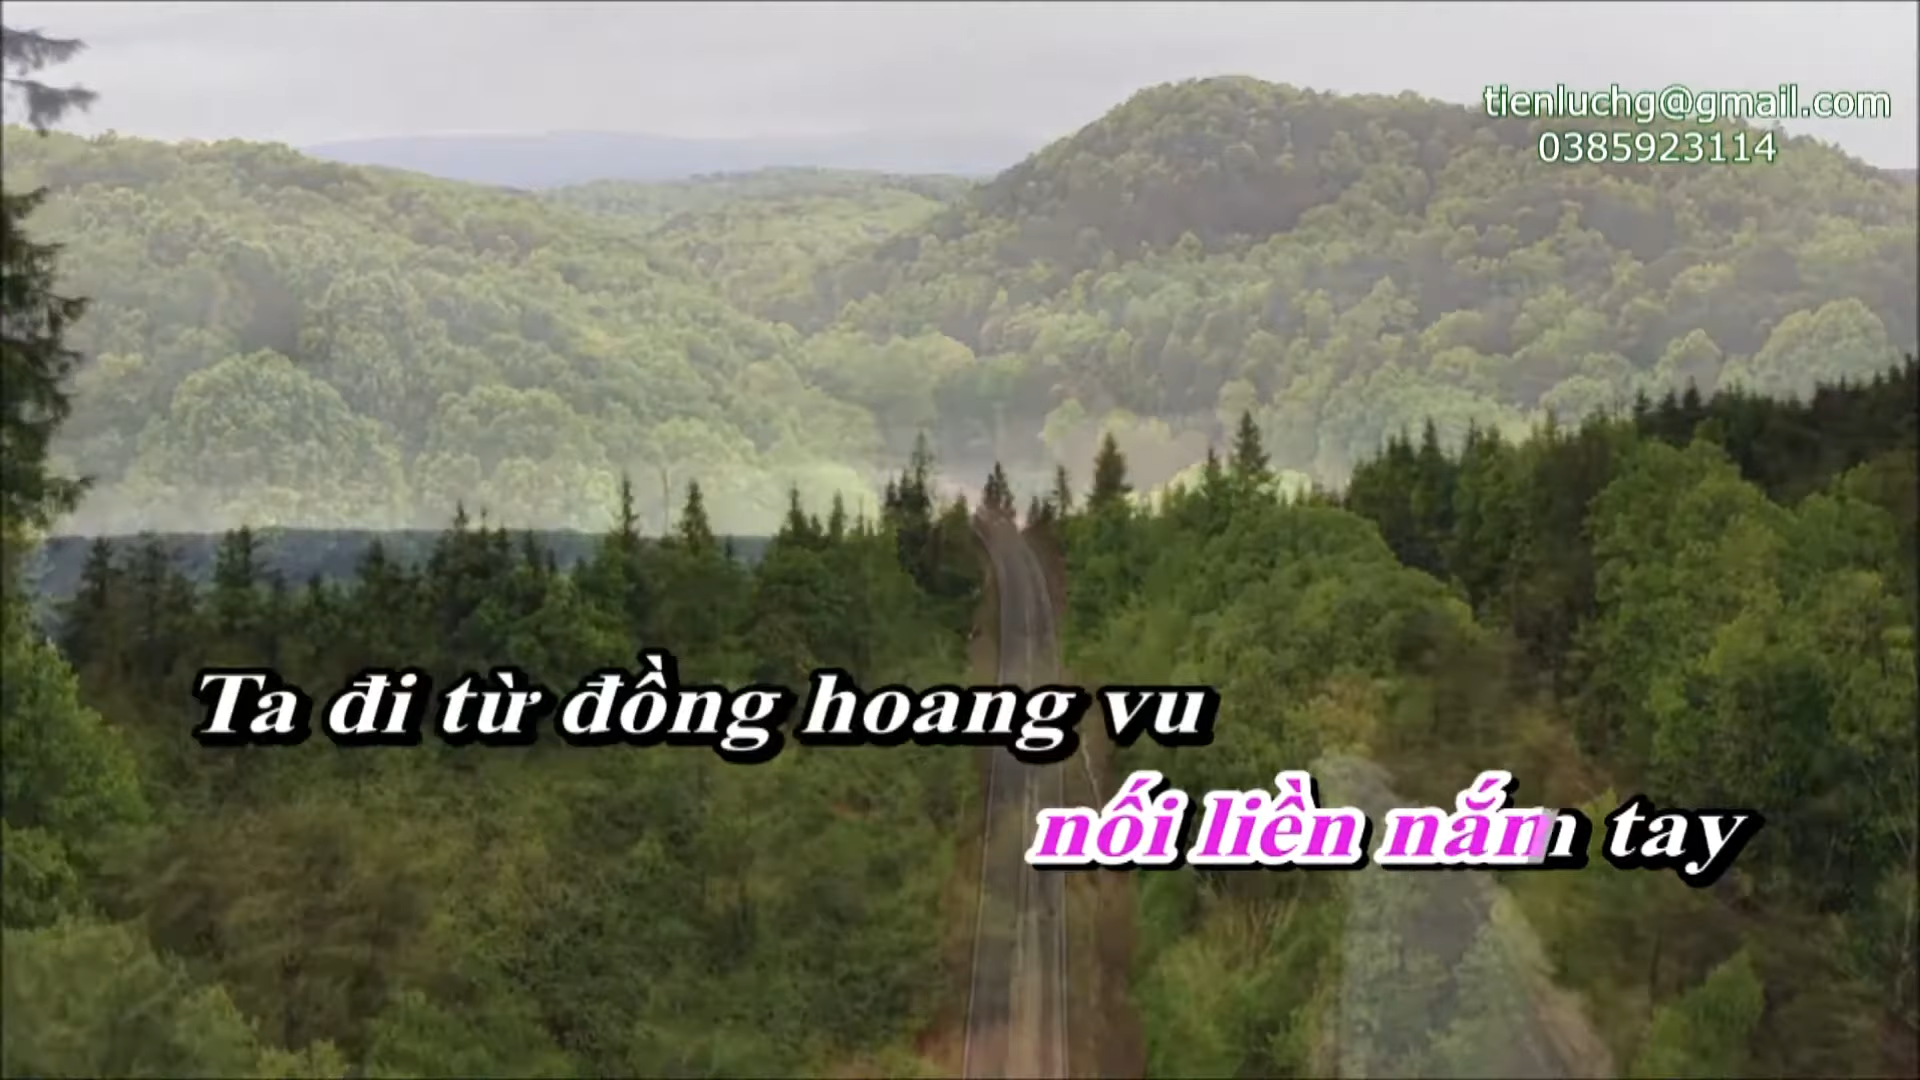 tienluchg@gmail.com
0385923114
Ta đi từ đồng hoang vu
nối liền nắm tay